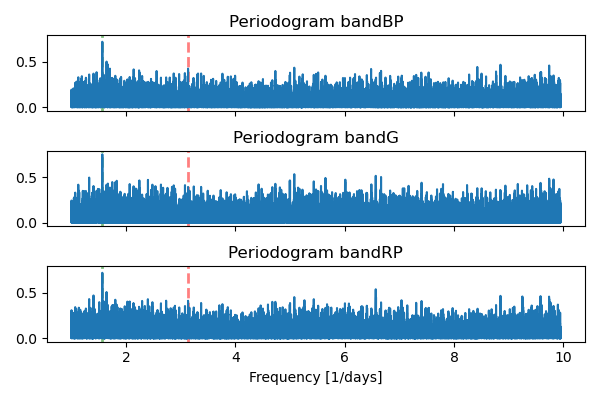 Periodogram bandBP
0.5
0.0
Periodogram bandG
0.5
0.0
Periodogram bandRP
0.5
0.0
2 4 6 8 10
Frequency [1/days]